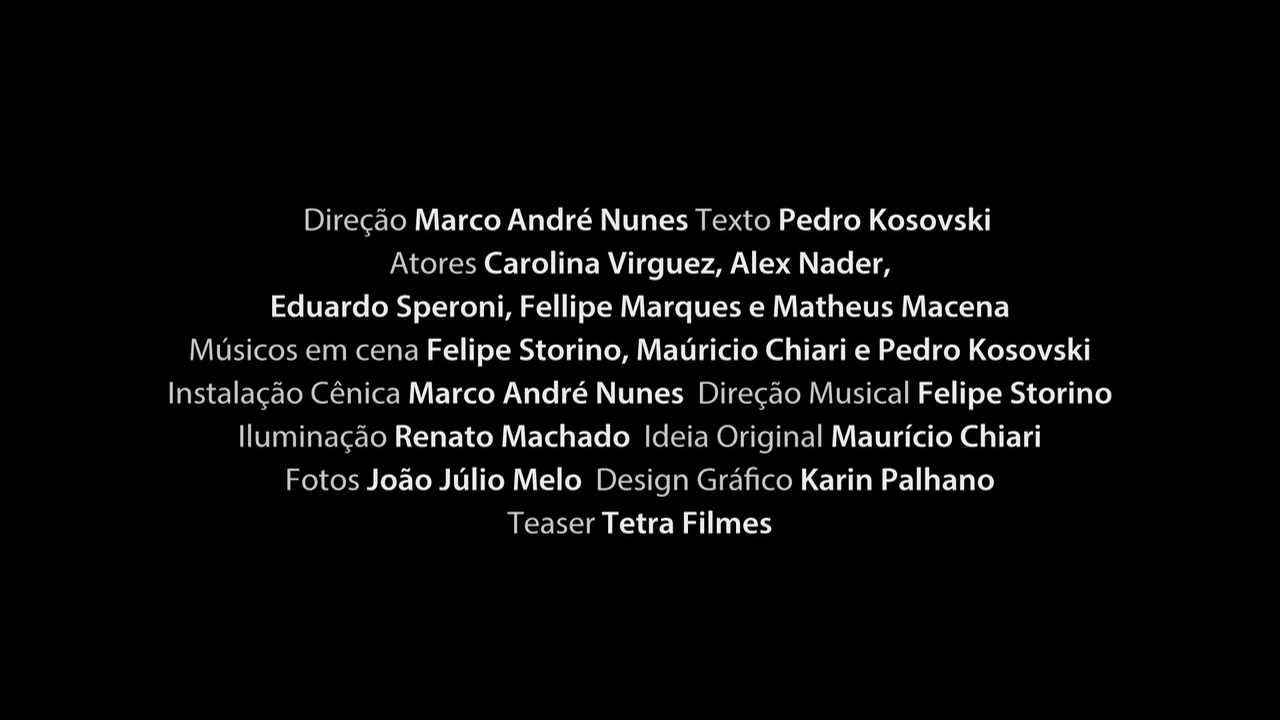 Direção Marco André Nunes Texto Pedro Kosovski
Atores Carolina Virguez, Alex Nader,
Eduardo Speroni, Fellipe Marques e Matheus Macena
Músicos em cena Felipe Storino, Maúricio Chiari e Pedro Kosovski
Instalação Cênica Marco André Nunes Direção Musical Felipe Storino
Iluminação Renato Machado Ideia Original Maurício Chiari
Fotos João Júlio Melo Design Gráfico Karin Palhano
Teaser Tetra Filmes